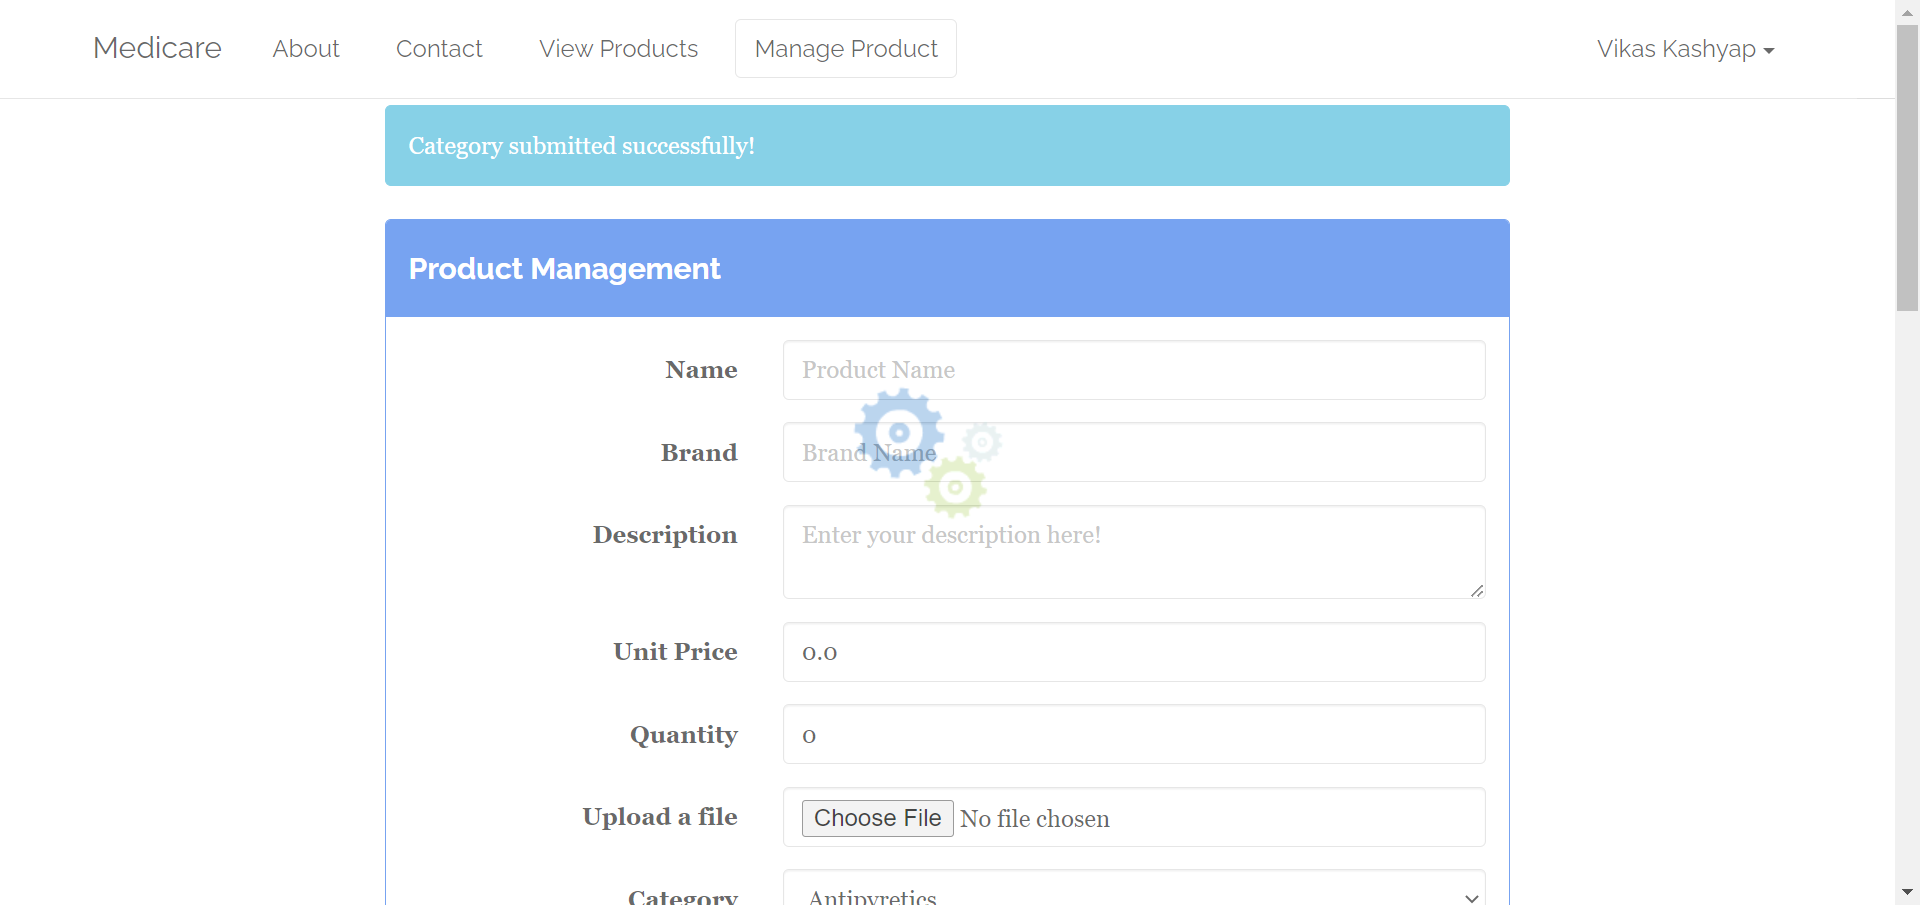 Medicare About Contact View Products Manage Product Vikas Kashyap
Category submitted successfully!
Product Management
Name Product Name
Brand Brand Name
Description Enter your description here!
Unit Price 0.0
Quantity 0
Upload a file Choose File No file chosen
Category Antipyretics